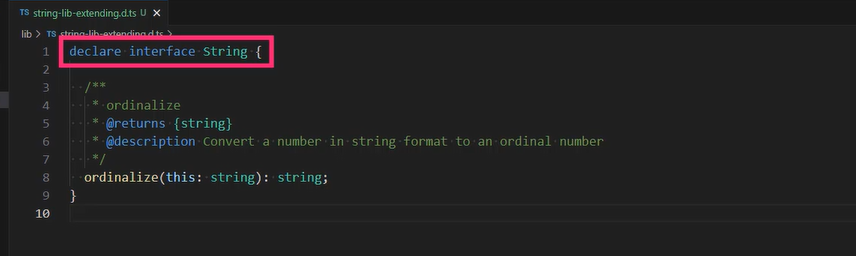 TS string-lib-extending.d.ts U ×
lib > TS string-lib-extending.d.ts >
1 declare interface String {
2
3 /**
4 * ordinalize
5 * @returns {string}
6 * @description Convert a number in string format to an ordinal number
7 */
8 ordinalize(this: string): string;
9 }
10